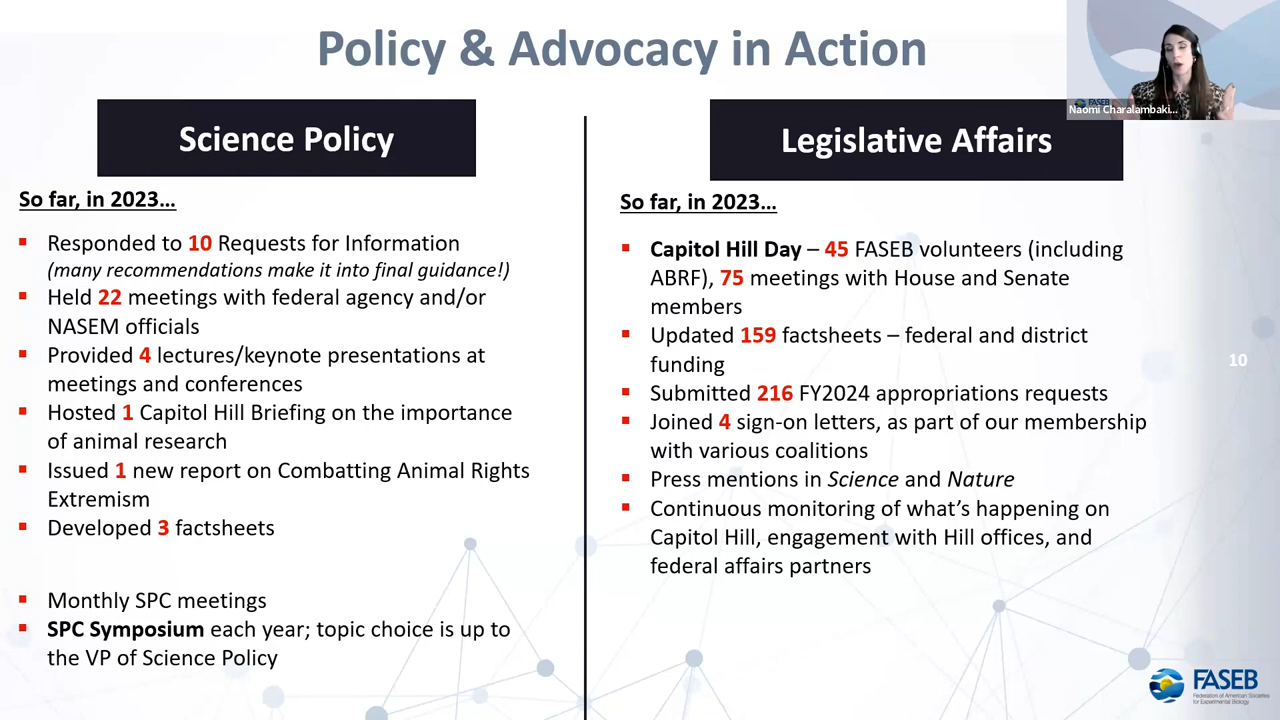 Policy & Advocacy in Action
FASEB
Naomi Charalambaki...
Science Policy
So far, in 2023...
▪ Responded to 10 Requests for Information
(many recommendations make it into final guidance!)
▪ Held 22 meetings with federal agency and/or
NASEM officials
▪ Provided 4 lectures/keynote presentations at
meetings and conferences
▪ Hosted 1 Capitol Hill Briefing on the importance
of animal research
▪ Issued 1 new report on Combatting Animal Rights
Extremism
▪ Developed 3 factsheets
▪ Monthly SPC meetings
▪ SPC Symposium each year; topic choice is up to
the VP of Science Policy
Legislative Affairs
So far, in 2023...
▪ Capitol Hill Day – 45 FASEB volunteers (including
ABRF), 75 meetings with House and Senate
members
▪ Updated 159 factsheets – federal and district
funding
▪ Submitted 216 FY2024 appropriations requests
▪ Joined 4 sign-on letters, as part of our membership
with various coalitions
▪ Press mentions in Science and Nature
▪ Continuous monitoring of what's happening on
Capitol Hill, engagement with Hill offices, and
federal affairs partners
10
FASEB
Federation of American Societies
for Experimental Biology